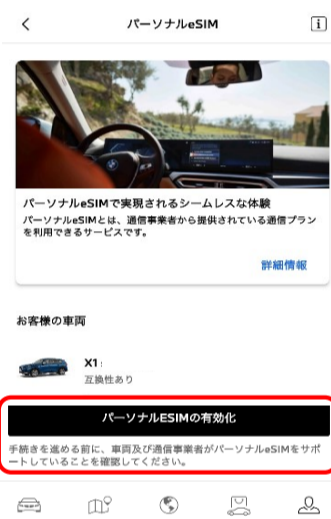 パーソナルeSIM
パーソナルeSIMで実現されるシームレスな体験
パーソナルeSIMとは、通信事業者から提供されている通信プラン
を利用できるサービスです。
詳細情報
お客様の車両
X1:
互換性あり
パーソナルESIMの有効化
手続きを進める前に、車両及び通信事業者がパーソナルeSIMをサポ
ートしていることを確認してください。